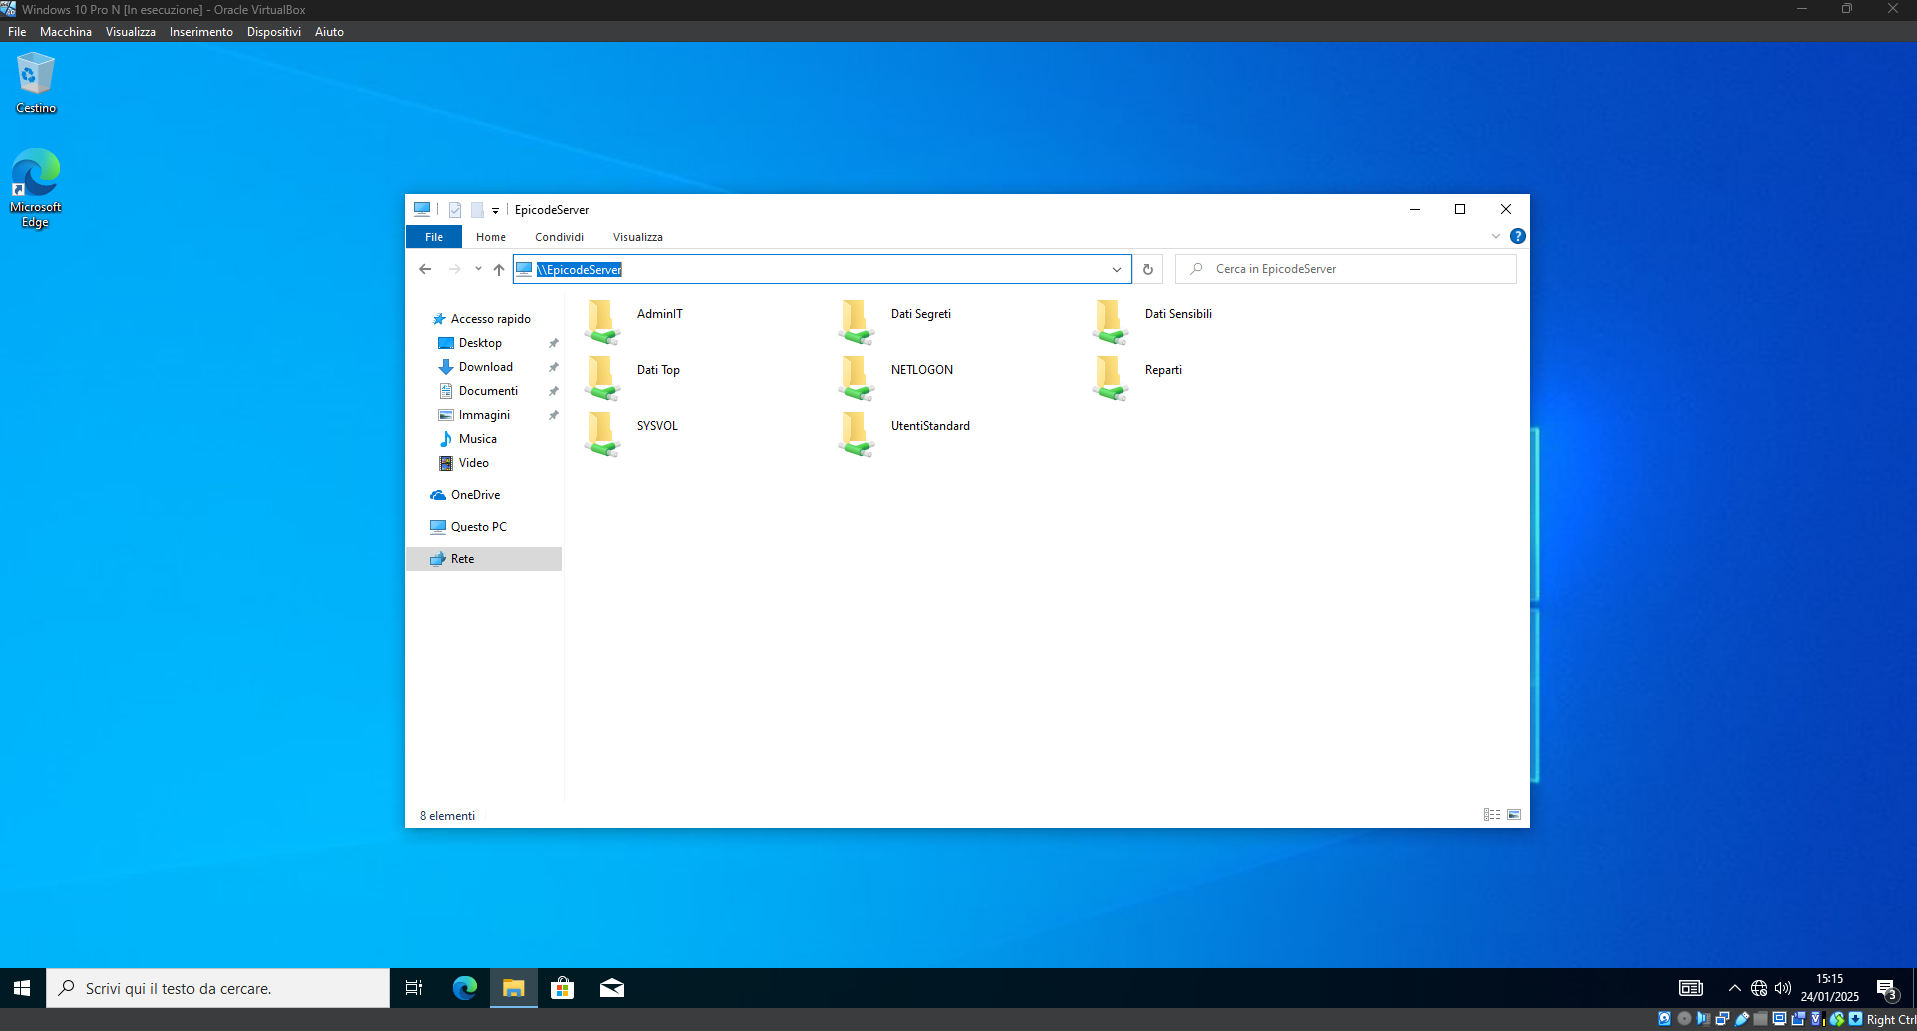 Windows 10 Pro N [In esecuzione] - Oracle VirtualBox
File Macchina Visualizza Inserimento Dispositivi Aiuto
Cestino
Microsoft
Edge
EpicodeServer
File Home Condividi Visualizza
\\EpicodeServer
Cerca in EpicodeServer
Accesso rapido
Desktop
Download
Documenti
Immagini
Musica
Video
OneDrive
Questo PC
Rete
AdminIT Dati Segreti Dati Sensibili
Dati Top NETLOGON Reparti
SYSVOL UtentiStandard
8 elementi
Scrivi qui il testo da cercare.
15:15
24/01/2025
3
Right Ctrl